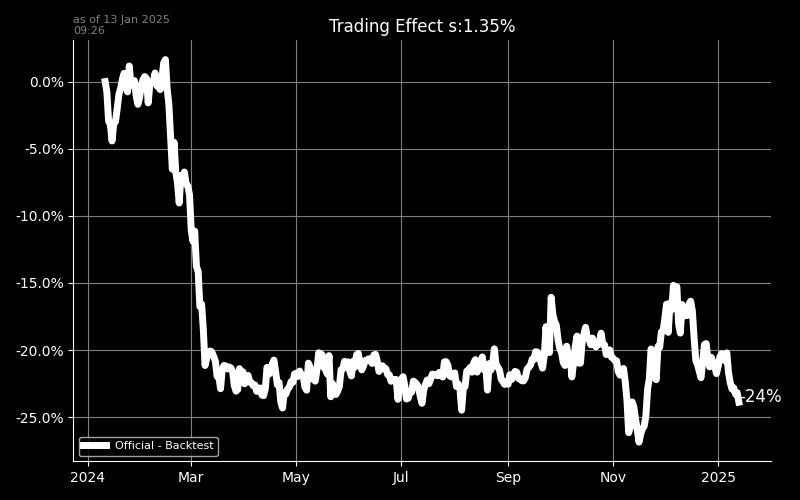 as of 13 Jan 2025
09:26
Trading Effect s:1.35%
0.0%
-5.0%
-10.0%
-15.0%
-20.0%
-25.0%
-24%
Official - Backtest
2024 Mar May Jul Sep Nov 2025